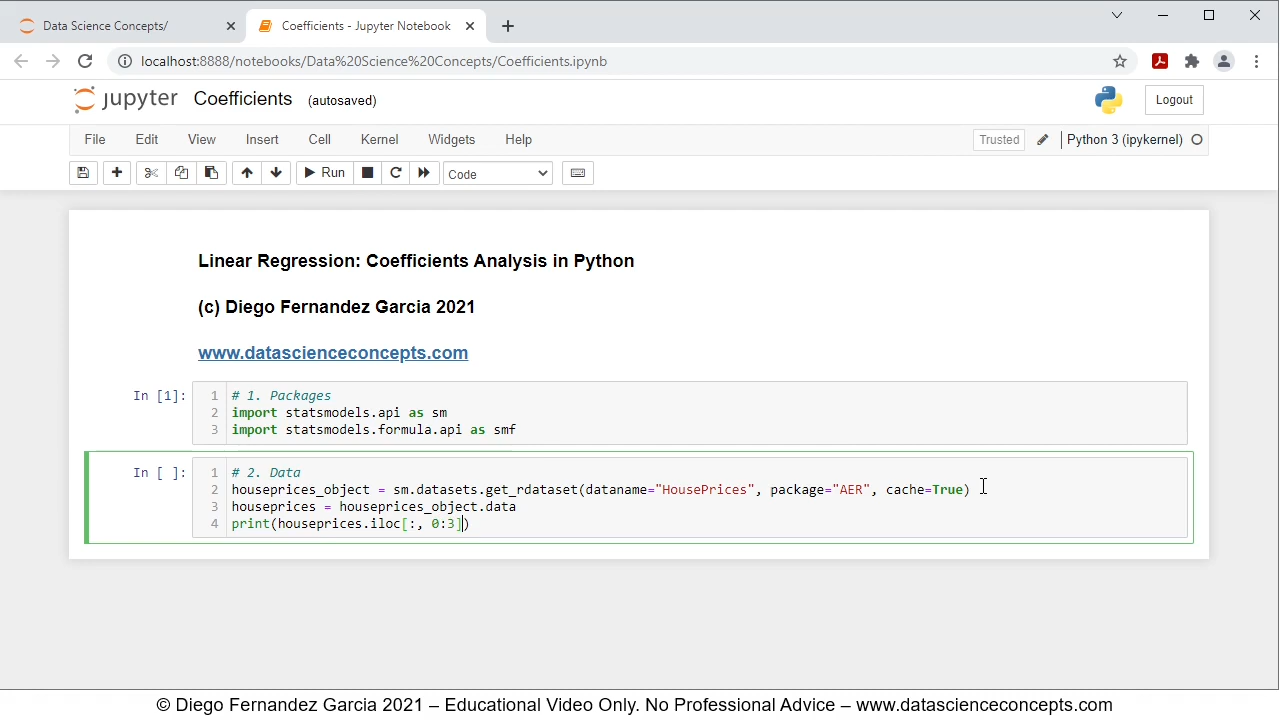 Data Science Concepts/
Coefficients - Jupyter Notebook
localhost:8888/notebooks/Data%20Science%20Concepts/Coefficients.ipynb
jupyter Coefficients (autosaved)
Logout
File Edit View Insert Cell Kernel Widgets Help
Trusted Python 3 (ipykernel)
Run Code
Linear Regression: Coefficients Analysis in Python
(c) Diego Fernandez Garcia 2021
www.datascienceconcepts.com
In [1]: 1 # 1. Packages
2 import statsmodels.api as sm
3 import statsmodels.formula.api as smf
In [ ]: 1 # 2. Data
2 houseprices_object = sm.datasets.get_rdataset(dataname="HousePrices", package="AER", cache=True)
3 houseprices = houseprices_object.data
4 print(houseprices.iloc[:, 0:3])
© Diego Fernandez Garcia 2021 – Educational Video Only. No Professional Advice – www.datascienceconcepts.com